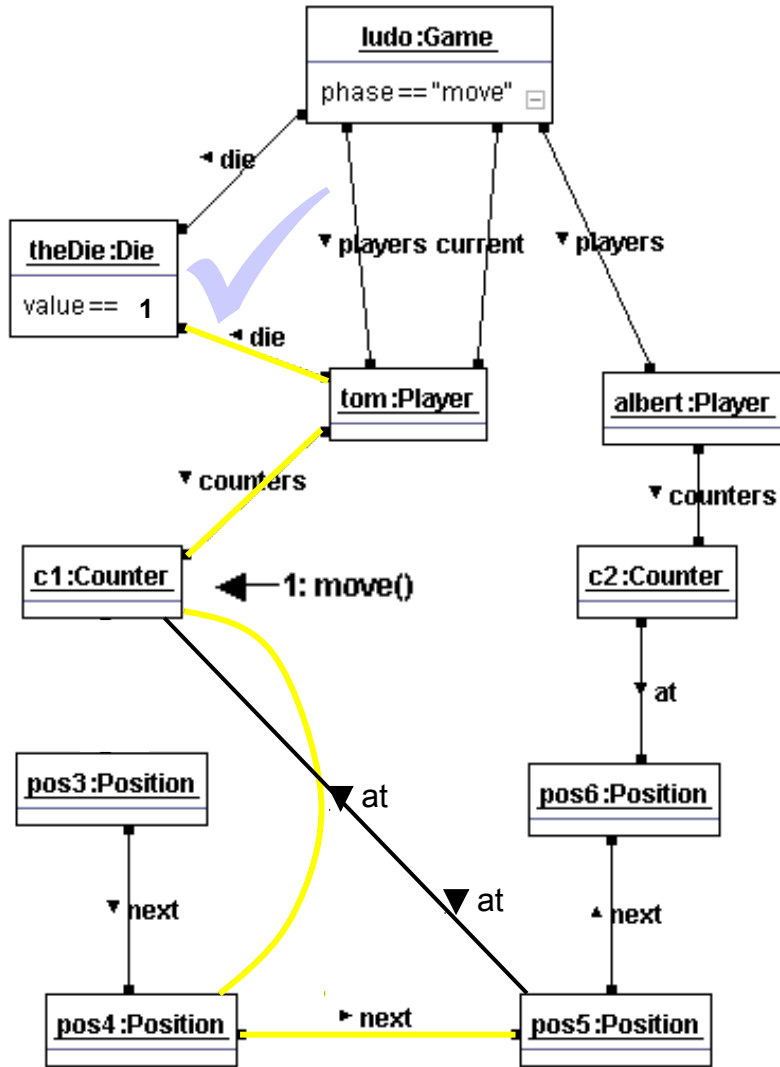 ludo :Game
phase == "move"
◄ die
▼ players current
▼ players
theDie :Die
value == 1
◄ die
tom :Player
albert :Player
▼ counters
▼ counters
c1 :Counter
1: move()
c2 :Counter
▼ at
pos3 :Position
▼ at
pos6 :Position
▼ next
▼ at
▲ next
pos4 :Position
► next
pos5 :Position